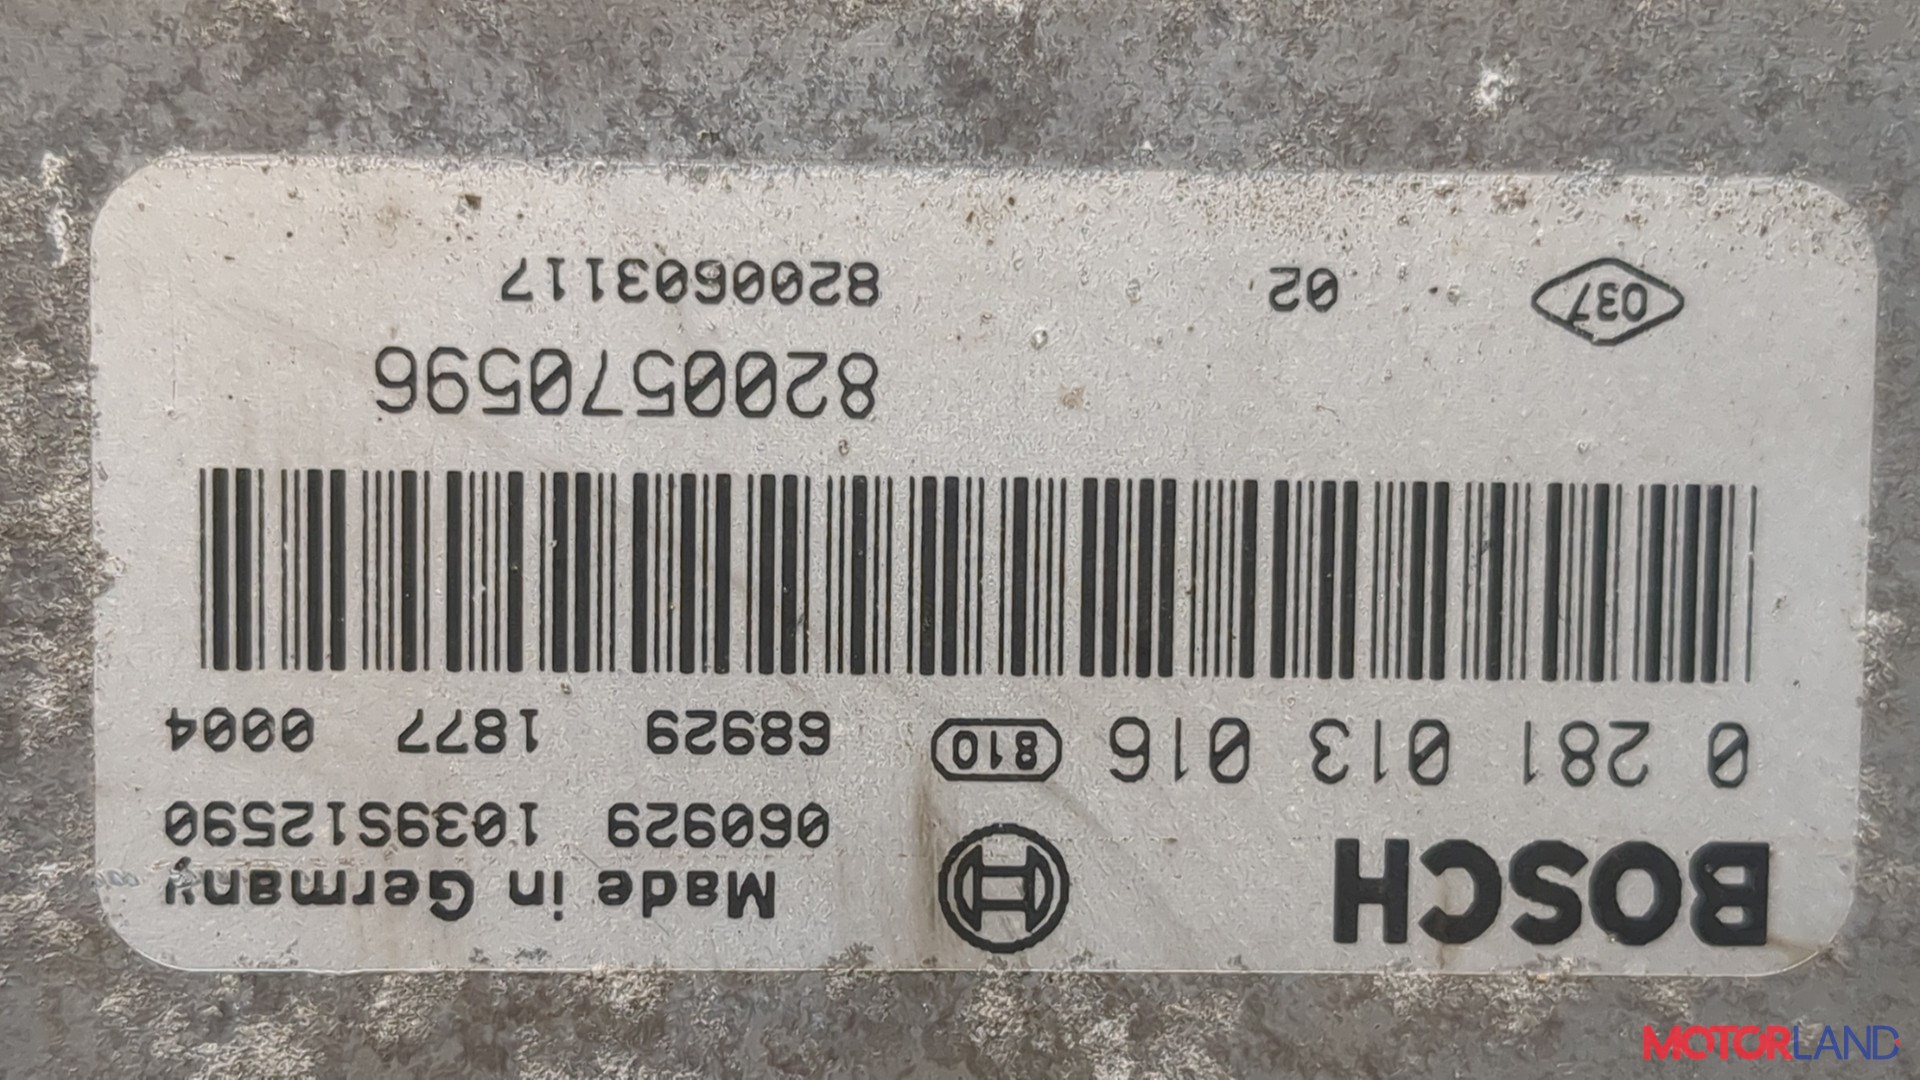 BOSCH Made in Germany
060929 1039S12590
0 281 013 016 810 68929 1877 0004
8200570596
037 02 8200603117
MOTORLAND